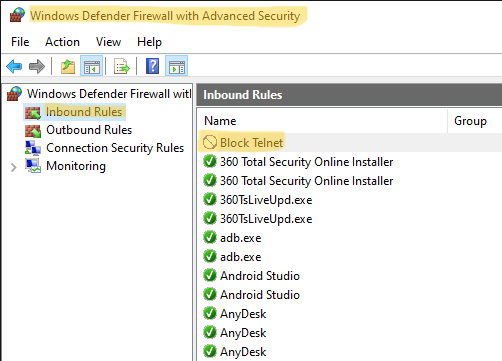 Windows Defender Firewall with Advanced Security
File Action View Help
Windows Defender Firewall witl
Inbound Rules
Outbound Rules
Connection Security Rules
Monitoring
Inbound Rules
Name Group
Block Telnet
360 Total Security Online Installer
360 Total Security Online Installer
360TsLiveUpd.exe
360TsLiveUpd.exe
adb.exe
adb.exe
Android Studio
Android Studio
AnyDesk
AnyDesk
AnyDesk